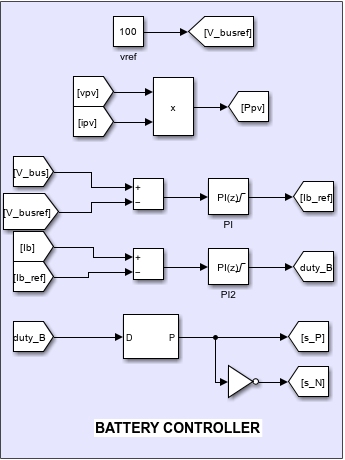 100
[V_busref]
vref
[vpv]
[ipv]
x
[Ppv]
[V_bus]
[V_busref]
+
−
PI(z)
PI
[Ib_ref]
[Ib]
[Ib_ref]
+
−
PI(z)
PI2
duty_B
duty_B
D P
[s_P]
[s_N]
BATTERY CONTROLLER